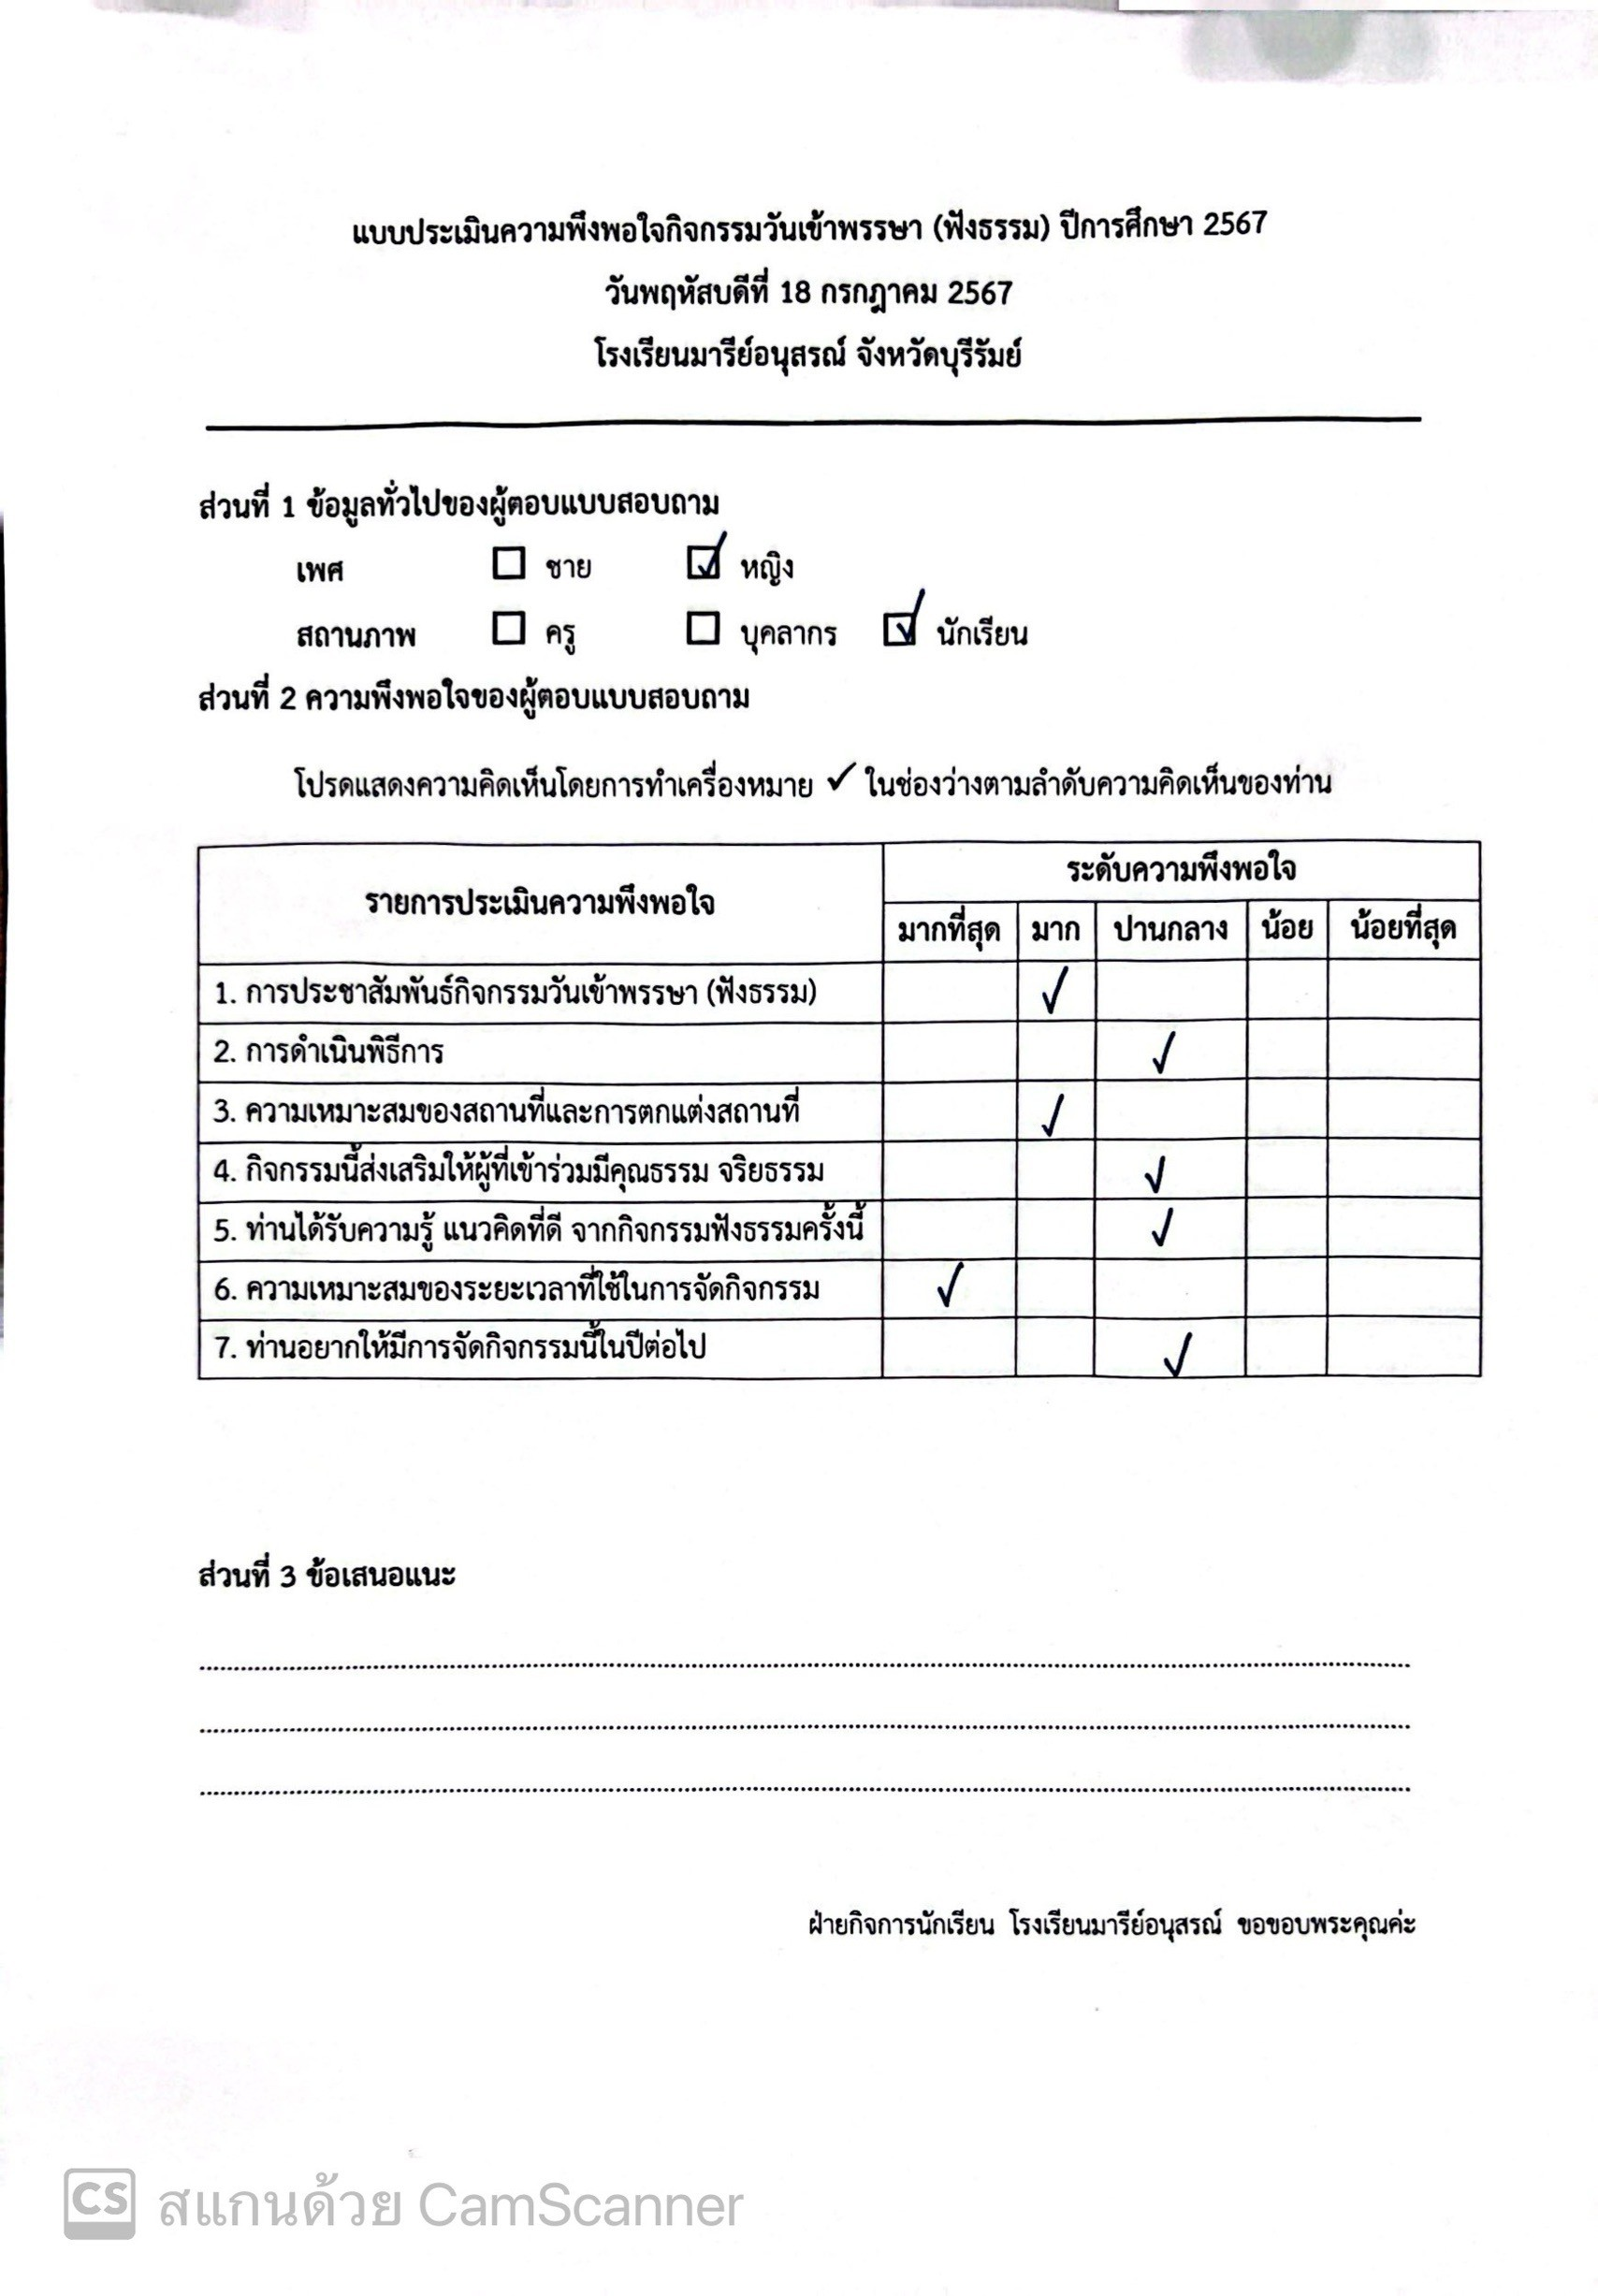 แบบประเมินความพึงพอใจกิจกรรมวันเข้าพรรษา (ฟังธรรม) ปีการศึกษา 2567
วันพฤหัสบดีที่ 18 กรกฎาคม 2567
โรงเรียนมารีย์อนุสรณ์ จังหวัดบุรีรัมย์
ส่วนที่ 1 ข้อมูลทั่วไปของผู้ตอบแบบสอบถาม
เพศ ☐ ชาย ☑ หญิง
สถานภาพ ☐ ครู ☐ บุคลากร ☑ นักเรียน
ส่วนที่ 2 ความพึงพอใจของผู้ตอบแบบสอบถาม
โปรดแสดงความคิดเห็นโดยการทำเครื่องหมาย ✓ ในช่องว่างตามลำดับความคิดเห็นของท่าน
รายการประเมินความพึงพอใจ
ระดับความพึงพอใจ
มากที่สุด มาก ปานกลาง น้อย น้อยที่สุด
1. การประชาสัมพันธ์กิจกรรมวันเข้าพรรษา (ฟังธรรม) ✓
2. การดำเนินพิธีการ ✓
3. ความเหมาะสมของสถานที่และการตกแต่งสถานที่ ✓
4. กิจกรรมนี้ส่งเสริมให้ผู้ที่เข้าร่วมมีคุณธรรม จริยธรรม ✓
5. ท่านได้รับความรู้ แนวคิดที่ดี จากกิจกรรมฟังธรรมครั้งนี้ ✓
6. ความเหมาะสมของระยะเวลาที่ใช้ในการจัดกิจกรรม ✓
7. ท่านอยากให้มีการจัดกิจกรรมนี้ในปีต่อไป ✓
ส่วนที่ 3 ข้อเสนอแนะ
ฝ่ายกิจการนักเรียน โรงเรียนมารีย์อนุสรณ์ ขอขอบพระคุณค่ะ
CS สแกนด้วย CamScanner